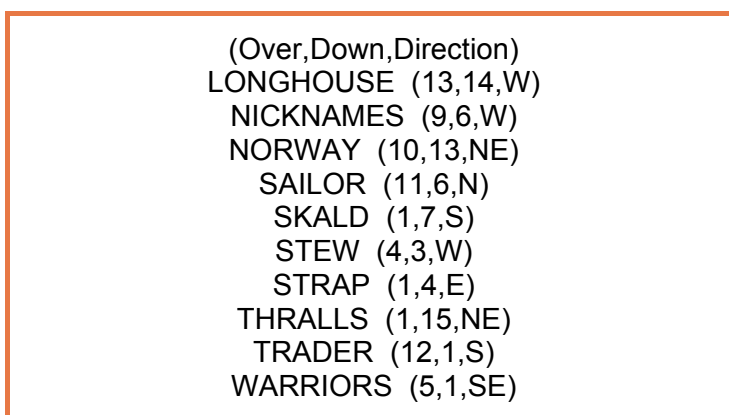 (Over,Down,Direction)
LONGHOUSE (13,14,W)
NICKNAMES (9,6,W)
NORWAY (10,13,NE)
SAILOR (11,6,N)
SKALD (1,7,S)
STEW (4,3,W)
STRAP (1,4,E)
THRALLS (1,15,NE)
TRADER (12,1,S)
WARRIORS (5,1,SE)